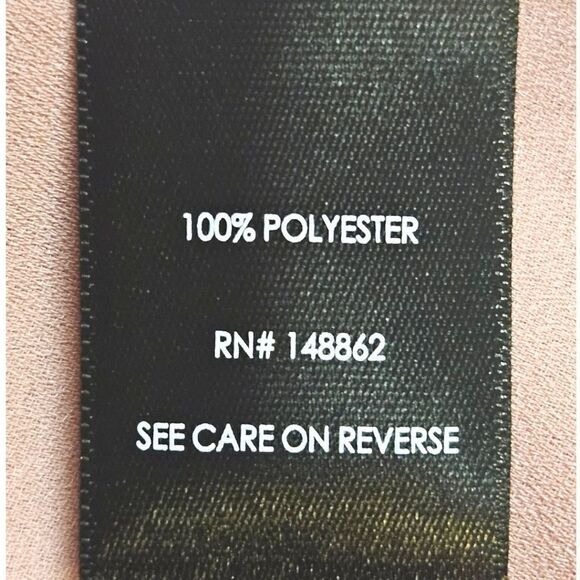 100% POLYESTER
RN# 148862
SEE CARE ON REVERSE